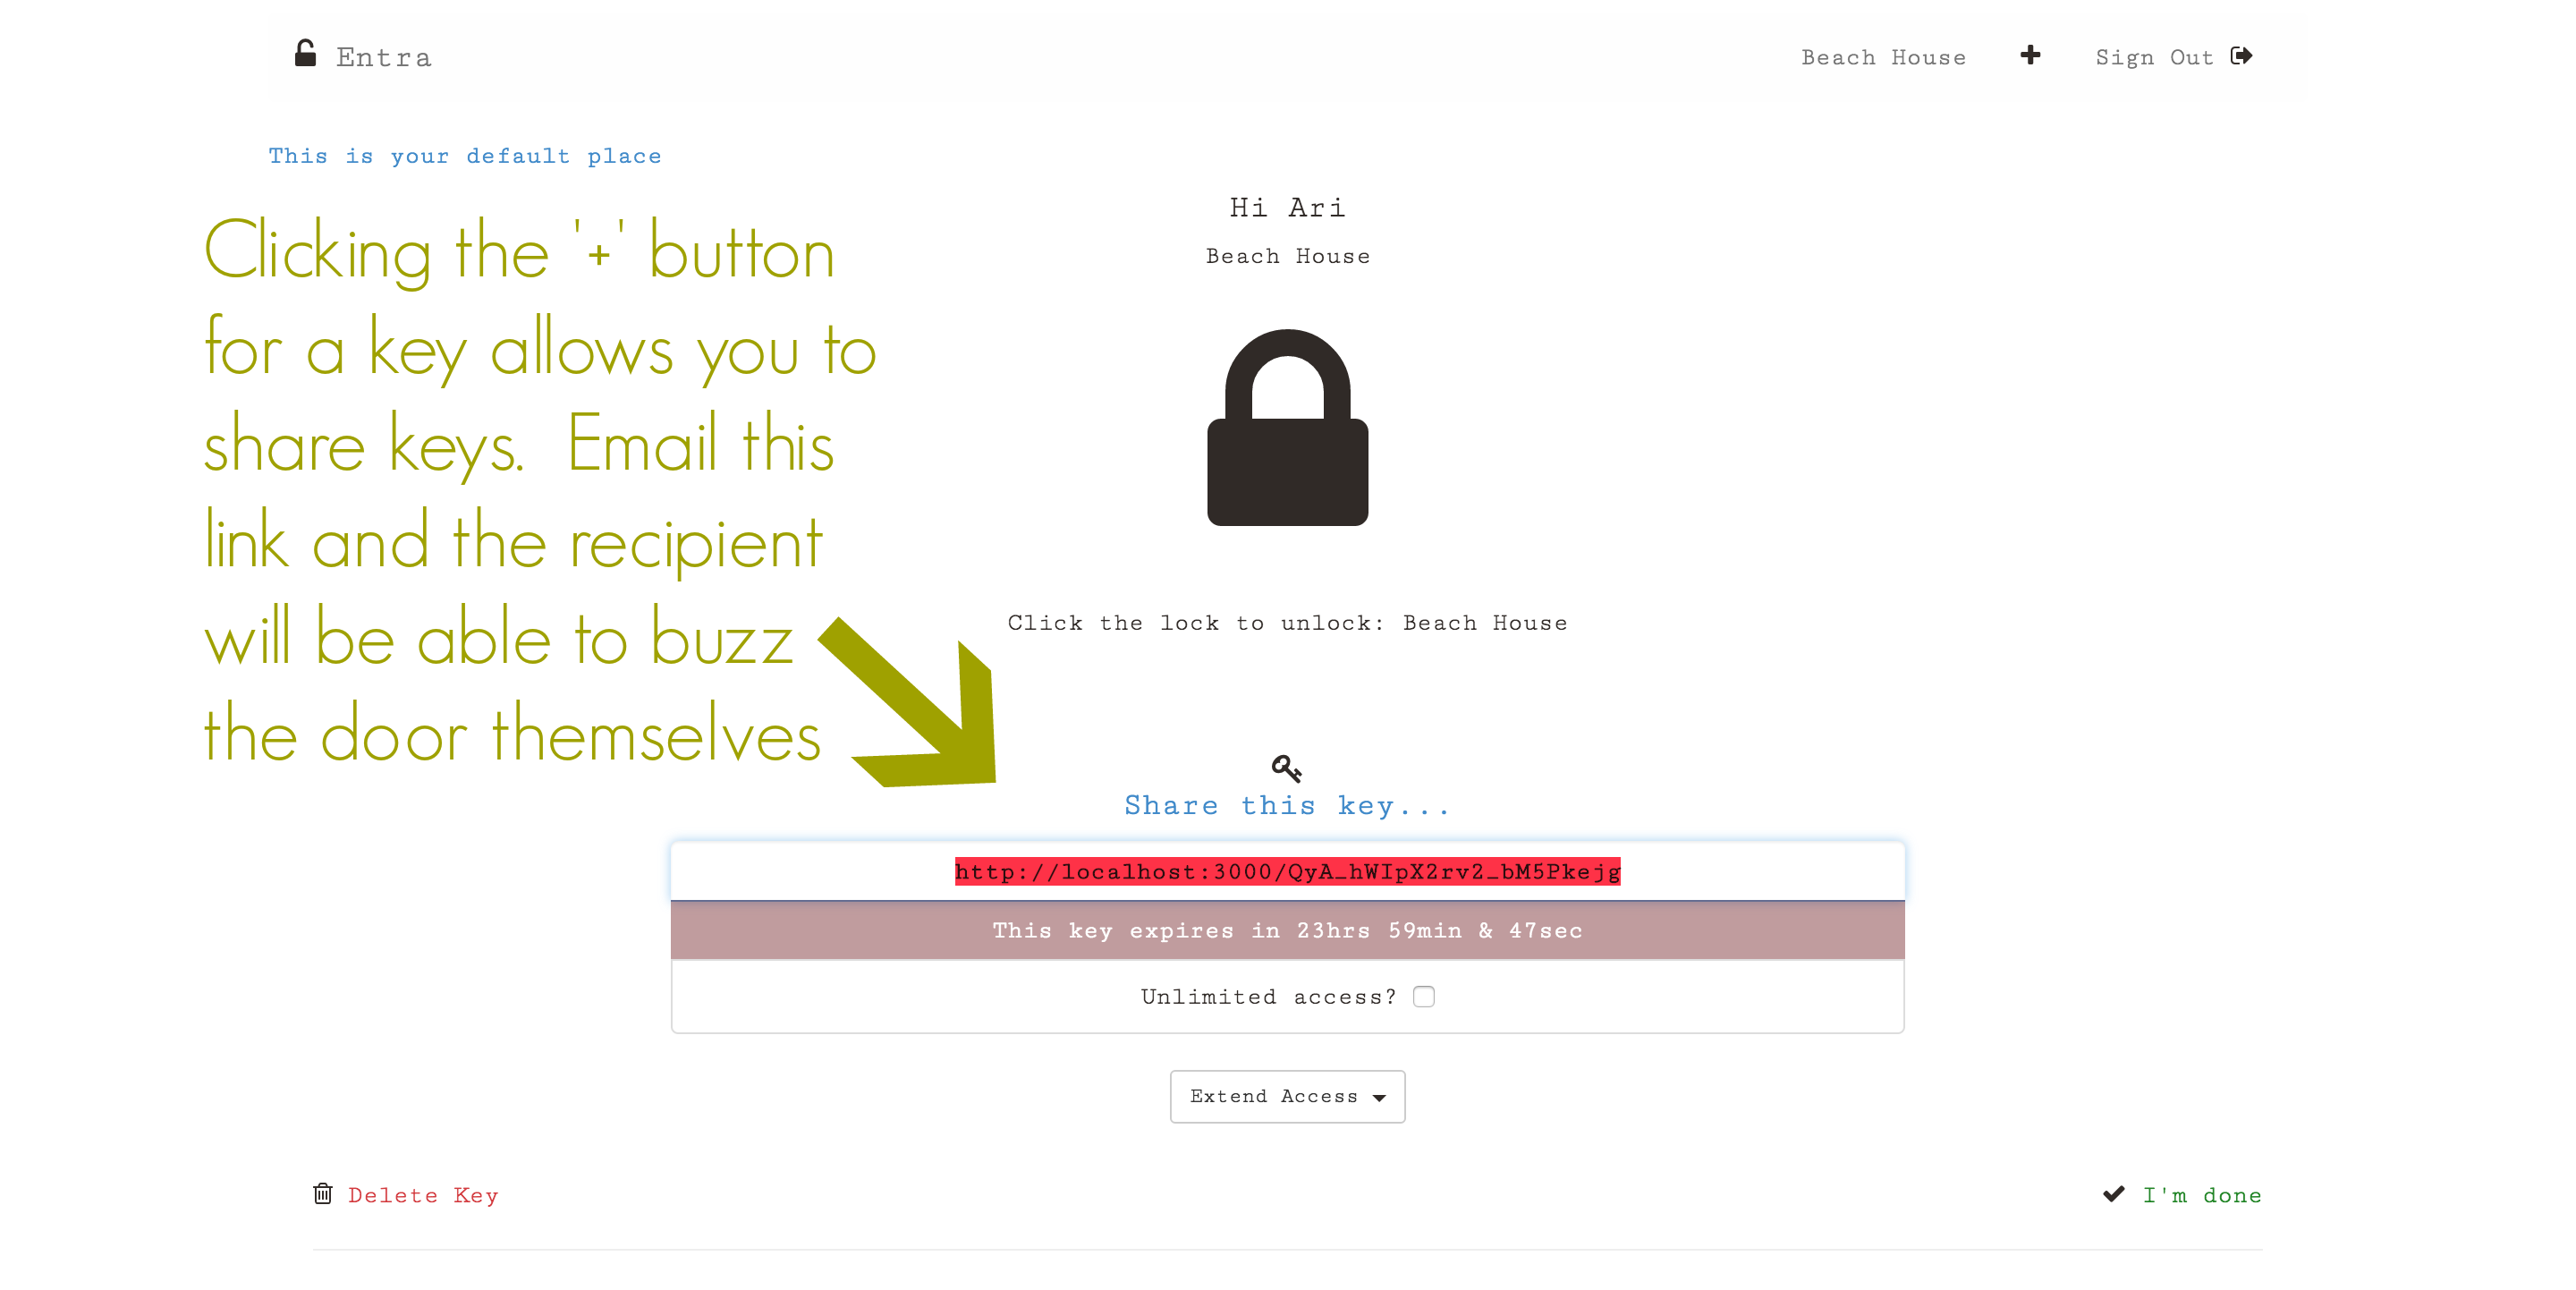 Entra
Beach House
Sign Out
This is your default place
Hi Ari
Beach House
Clicking the '+' button
for a key allows you to
share keys. Email this
link and the recipient
will be able to buzz
the door themselves
Click the lock to unlock: Beach House
Share this key...
http://localhost:3000/QyA_hWIpX2rv2_bM5Pkejg
This key expires in 23hrs 59min & 47sec
Unlimited access?
Extend Access
Delete Key
I'm done